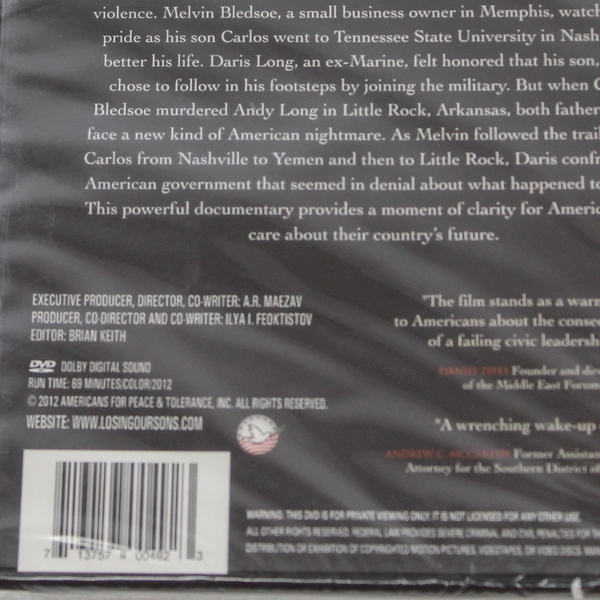 violence. Melvin Bledsoe, a small business owner in Memphis, watch
pride as his son Carlos went to Tennessee State University in Nash
better his life. Daris Long, an ex-Marine, felt honored that his son,
chose to follow in his footsteps by joining the military. But when C
Bledsoe murdered Andy Long in Little Rock, Arkansas, both father
face a new kind of American nightmare. As Melvin followed the trail
Carlos from Nashville to Yemen and then to Little Rock, Daris confr
American government that seemed in denial about what happened to
This powerful documentary provides a moment of clarity for Americ
care about their country's future.
EXECUTIVE PRODUCER, DIRECTOR, CO-WRITER: A.R. MAEZAV
PRODUCER, CO-DIRECTOR AND CO-WRITER: ILYA I. FEOKTISTOV
EDITOR: BRIAN KEITH
DVD DOLBY DIGITAL SOUND
RUN TIME: 69 MINUTES/COLOR/2012
© 2012 AMERICANS FOR PEACE & TOLERANCE, INC. ALL RIGHTS RESERVED.
WEBSITE: WWW.LOSINGOURSONS.COM
"The film stands as a warn
to Americans about the conse
of a failing civic leadersh
Founder and dire
of the Middle East Forum
"A wrenching wake-up
ANDREW C. MCCARTHY Former Assistan
Attorney for the Southern District of
WARNING: THIS DVD IS FOR PRIVATE VIEWING ONLY. IT IS NOT LICENSED FOR ANY OTHER USE.
ALL OTHER RIGHTS RESERVED. FEDERAL LAW PROVIDES SEVERE CRIMINAL AND CIVIL PENALTIES FOR
DISTRIBUTION OR EXHIBITION OF COPYRIGHTED MOTION PICTURES, VIDEOTAPES, OR VIDEO DISCS.
7 13757 00492 3